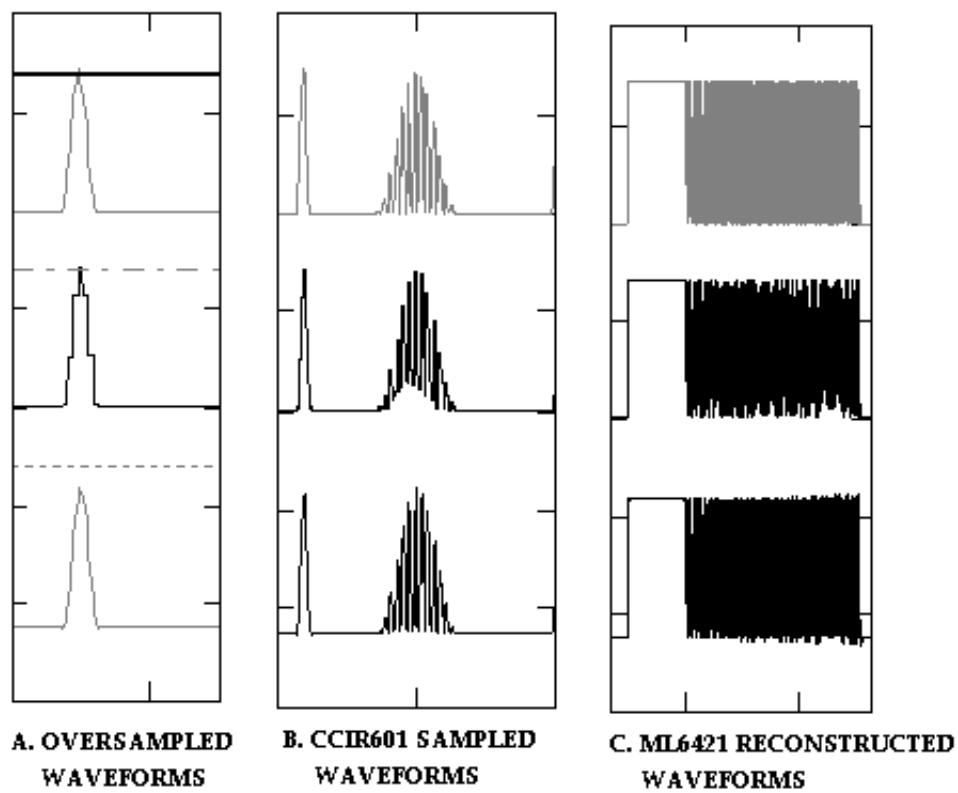 A. OVERSAMPLED
WAVEFORMS
B. CCIR601 SAMPLED
WAVEFORMS
C. ML6421 RECONSTRUCTED
WAVEFORMS